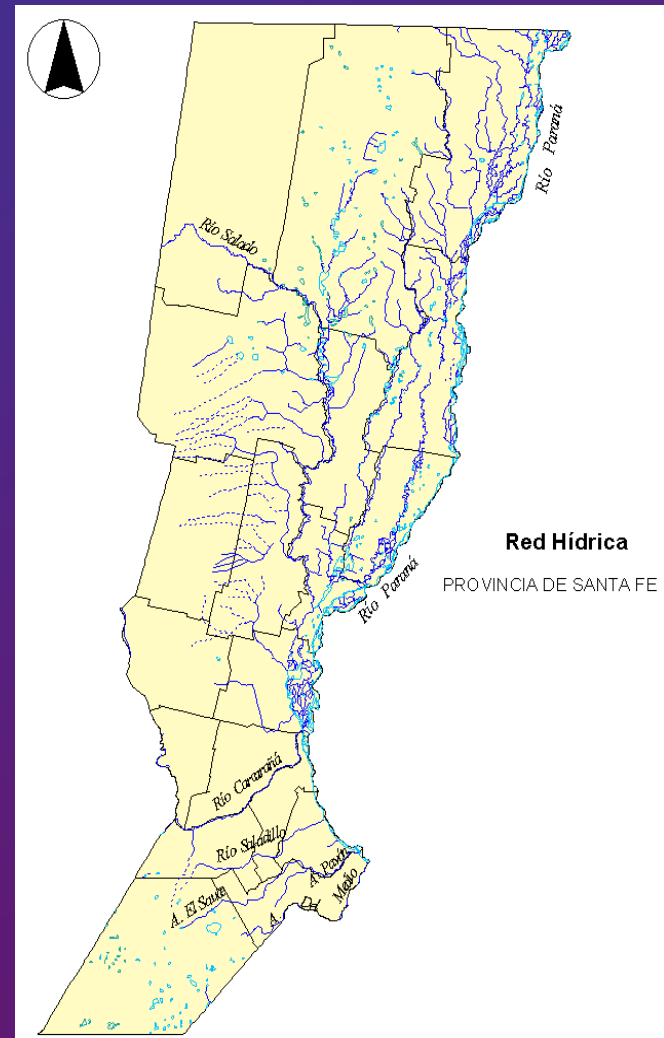 Río Paraná
Río Salado
Red Hídrica
PROVINCIA DE SANTA FE
Río Paraná
Río Carcarañá
Río Saladillo
A. Pavón
A. El Sauce
A. Del Medio